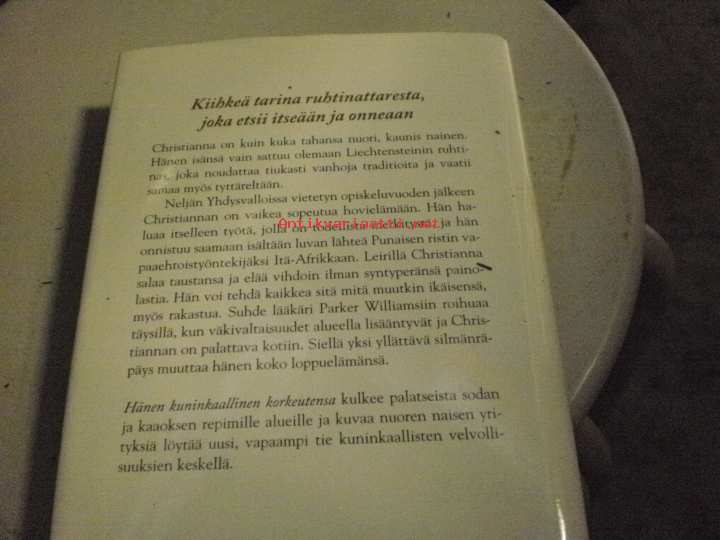 Kiihkeä tarina ruhtinattaresta,
joka etsii itseään ja onneaan
Christianna on kuin kuka tahansa nuori, kaunis nainen.
Hänen isänsä vain sattuu olemaan Liechtensteinin ruhti-
nas, joka noudattaa tiukasti vanhoja traditioita ja vaatii
samaa myös tyttäreltään.
Neljän Yhdysvalloissa vietetyn opiskeluvuoden jälkeen
Christiannan on vaikea sopeutua hovielämään. Hän ha-
luaa itselleen työtä, jolla on todellista merkitystä, ja hän
onnistuu saamaan isältään luvan lähteä Punaisen ristin va-
paaehtoistyöntekijäksi Itä-Afrikkaan. Leirillä Christianna
salaa taustansa ja elää vihdoin ilman syntyperänsä paino-
lastia. Hän voi tehdä kaikkea sitä mitä muutkin ikäisensä,
myös rakastua. Suhde lääkäri Parker Williamsiin roihuaa
täysillä, kun väkivaltaisuudet alueella lisääntyvät ja Chris-
tiannan on palattava kotiin. Siellä yksi yllättävä silmänrä-
päys muuttaa hänen koko loppuelämänsä.
Hänen kuninkaallinen korkeutensa kulkee palatseista sodan
ja kaaoksen repimille alueille ja kuvaa nuoren naisen yri-
tyksiä löytää uusi, vapaampi tie kuninkaallisten velvolli-
suuksien keskellä.